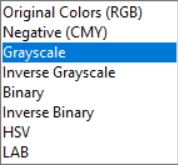 Original Colors (RGB)
Negative (CMY)
Grayscale
Inverse Grayscale
Binary
Inverse Binary
HSV
LAB